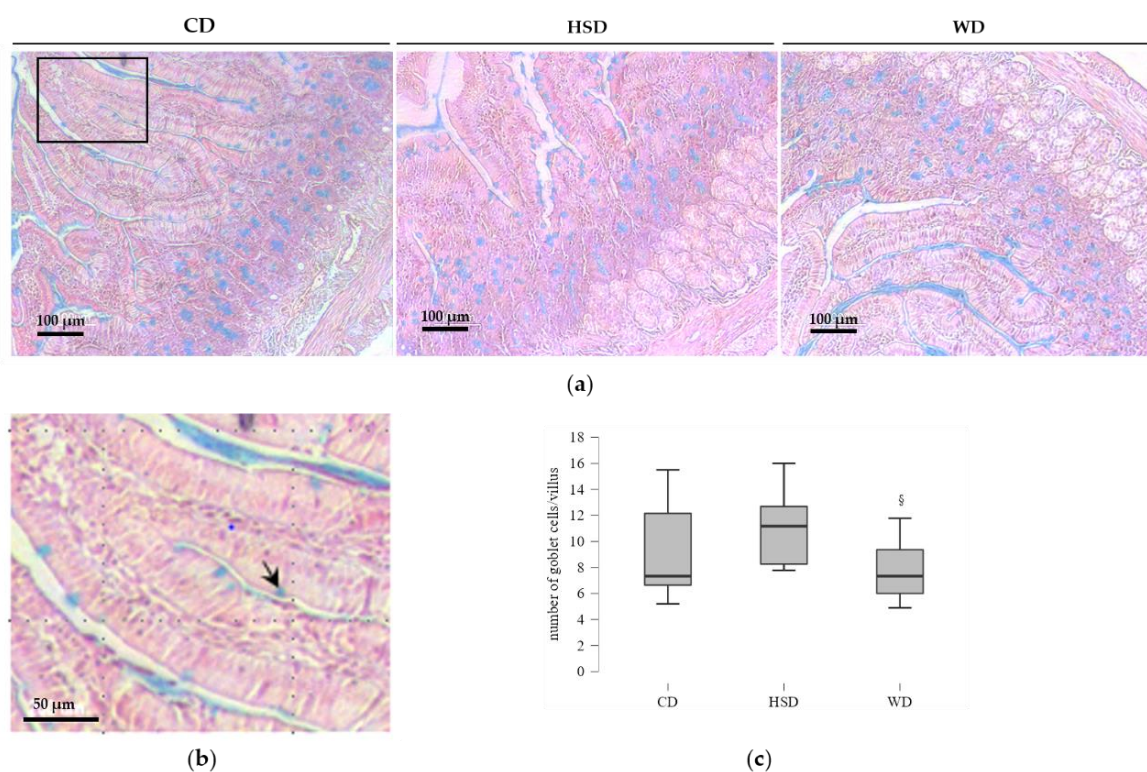 CD HSD WD
100 µm 100 µm 100 µm
(a)
50 µm
(b)
number of goblet cells/villus
18
16
14
12
10
8
6
4
2
0
§
CD HSD WD
(c)